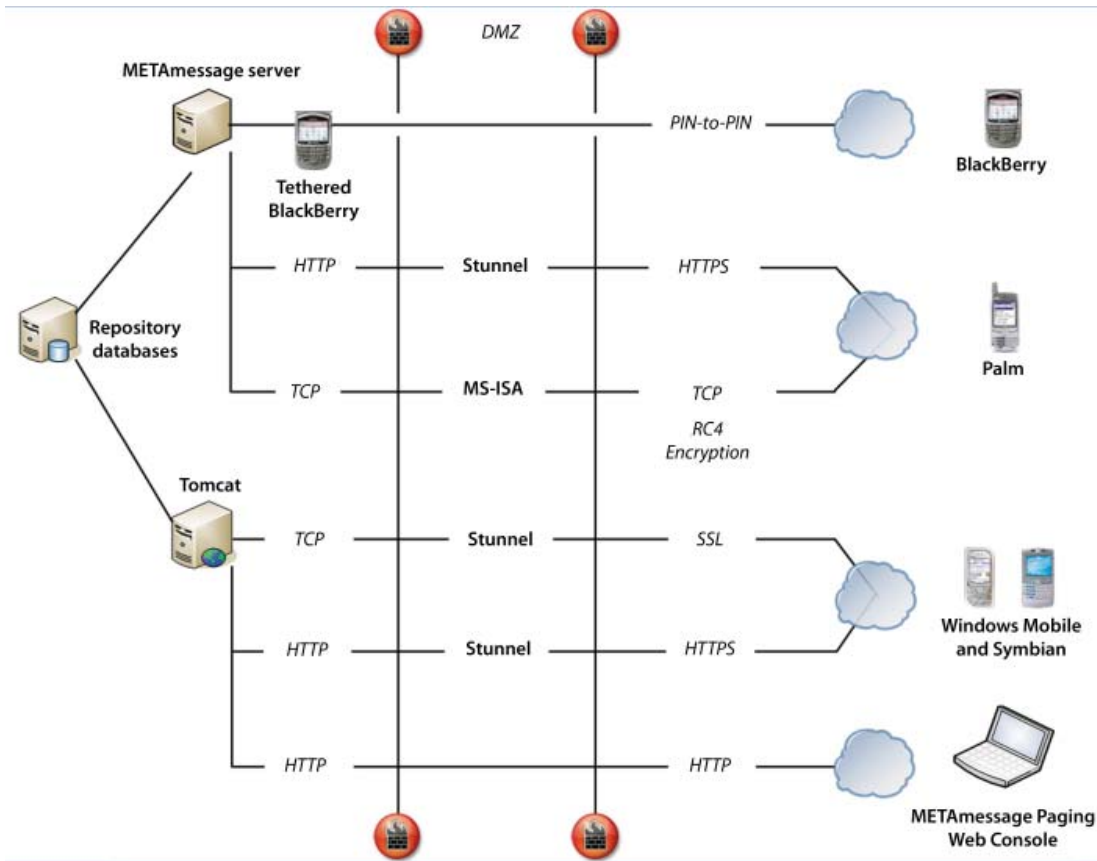 DMZ
METAmessage server
PIN-to-PIN
Tethered
BlackBerry
BlackBerry
HTTP
Stunnel
HTTPS
Repository
databases
Palm
TCP
MS-ISA
TCP
RC4
Encryption
Tomcat
TCP
Stunnel
SSL
Windows Mobile
and Symbian
HTTP
Stunnel
HTTPS
HTTP
HTTP
METAmessage Paging
Web Console